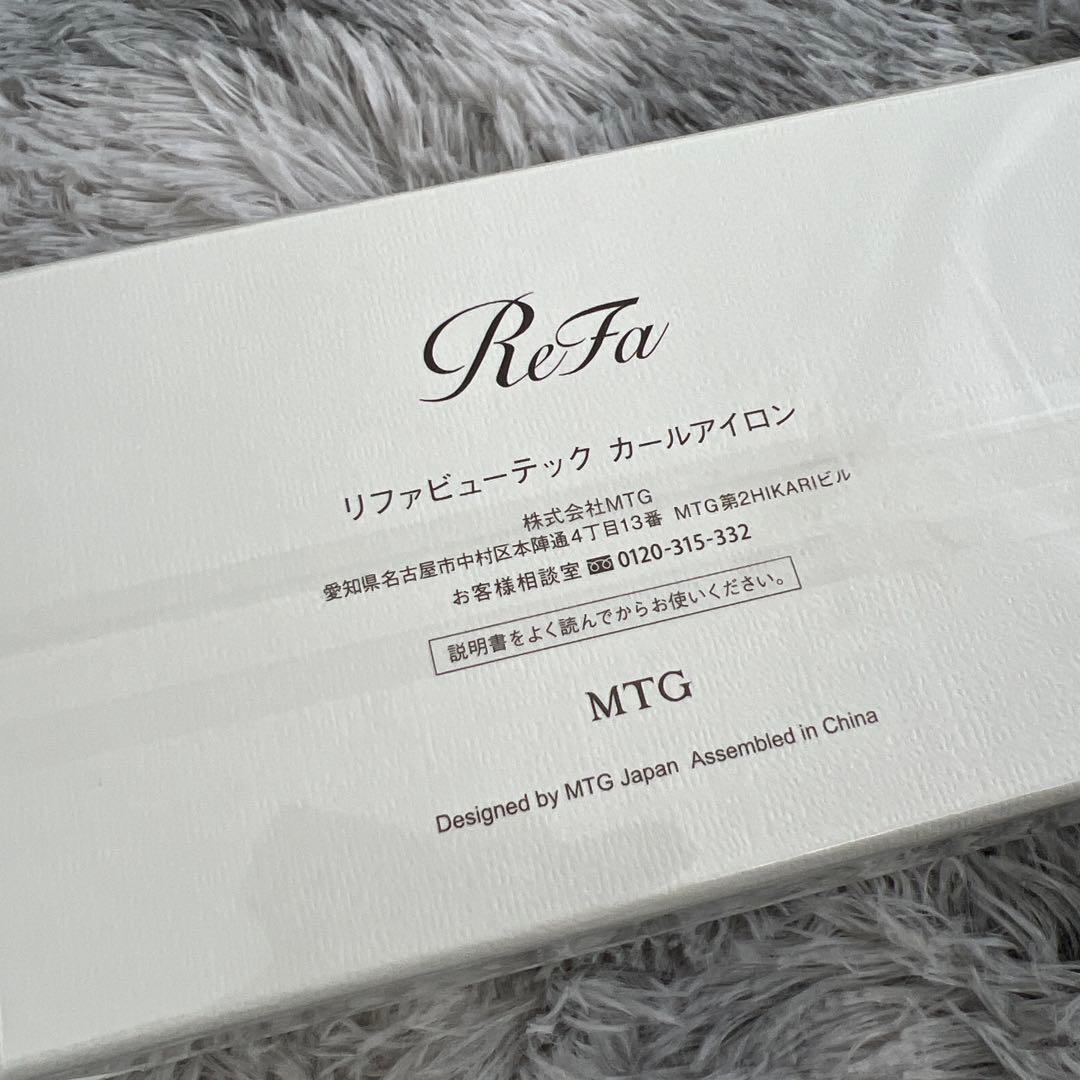 ReFa
リファビューテック カールアイロン
株式会社MTG
愛知県名古屋市中村区本陣通4丁目13番 MTG第2HIKARIビル
お客様相談室 0120-315-332
説明書をよく読んでからお使いください。
MTG
Designed by MTG Japan Assembled in China